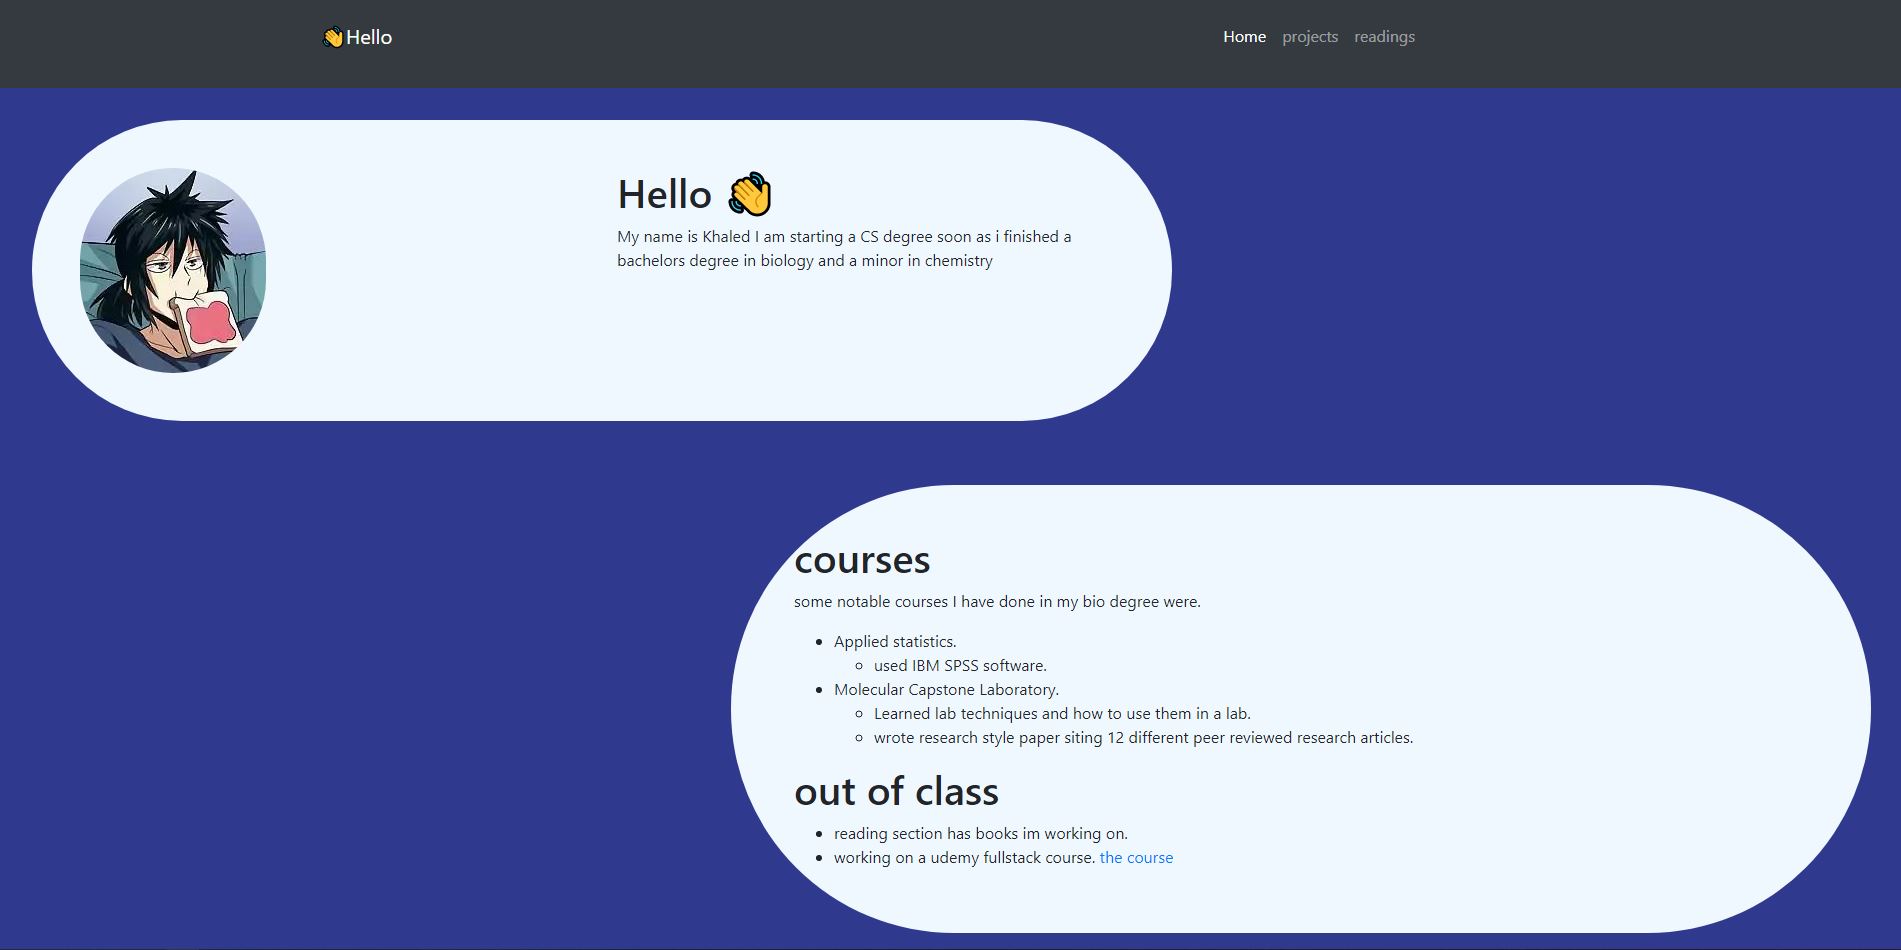 👋Hello
Home projects readings
Hello 👋
My name is Khaled I am starting a CS degree soon as i finished a
bachelors degree in biology and a minor in chemistry
courses
some notable courses I have done in my bio degree were.
Applied statistics.
used IBM SPSS software.
Molecular Capstone Laboratory.
Learned lab techniques and how to use them in a lab.
wrote research style paper siting 12 different peer reviewed research articles.
out of class
reading section has books im working on.
working on a udemy fullstack course. the course